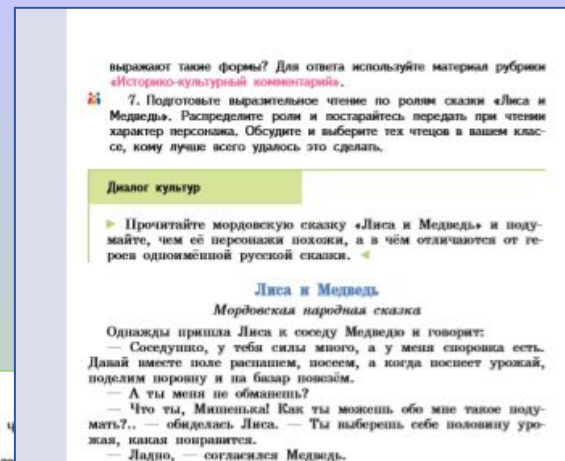 выражают такие формы? Для ответа используйте материал рубрики
«Историко-культурный комментарий».
7. Подготовьте выразительное чтение по ролям сказки «Лиса и
Медведь». Распределите роли и постарайтесь передать при чтении
характер персонажа. Обсудите и выберите тех чтецов в вашем клас-
се, кому лучше всего удалось это сделать.
Диалог культур
Прочитайте мордовскую сказку «Лиса и Медведь» и поду-
майте, чем её персонажи похожи, а в чём отличаются от ге-
роев одноимённой русской сказки.
Лиса и Медведь
Мордовская народная сказка
Однажды пришла Лиса к соседу Медведю и говорит:
— Соседушко, у тебя силы много, а у меня сноровка есть.
Давай вместе поле распашем, посеем, а когда поспеет урожай,
поделим поровну и на базар повезём.
— А ты меня не обманешь?
— Что ты, Мишенька! Как ты можешь обо мне такое поду-
мать?.. — обиделась Лиса. — Ты выберешь себе половину уро-
жая, какая понравится.
— Ладно, — согласился Медведь.